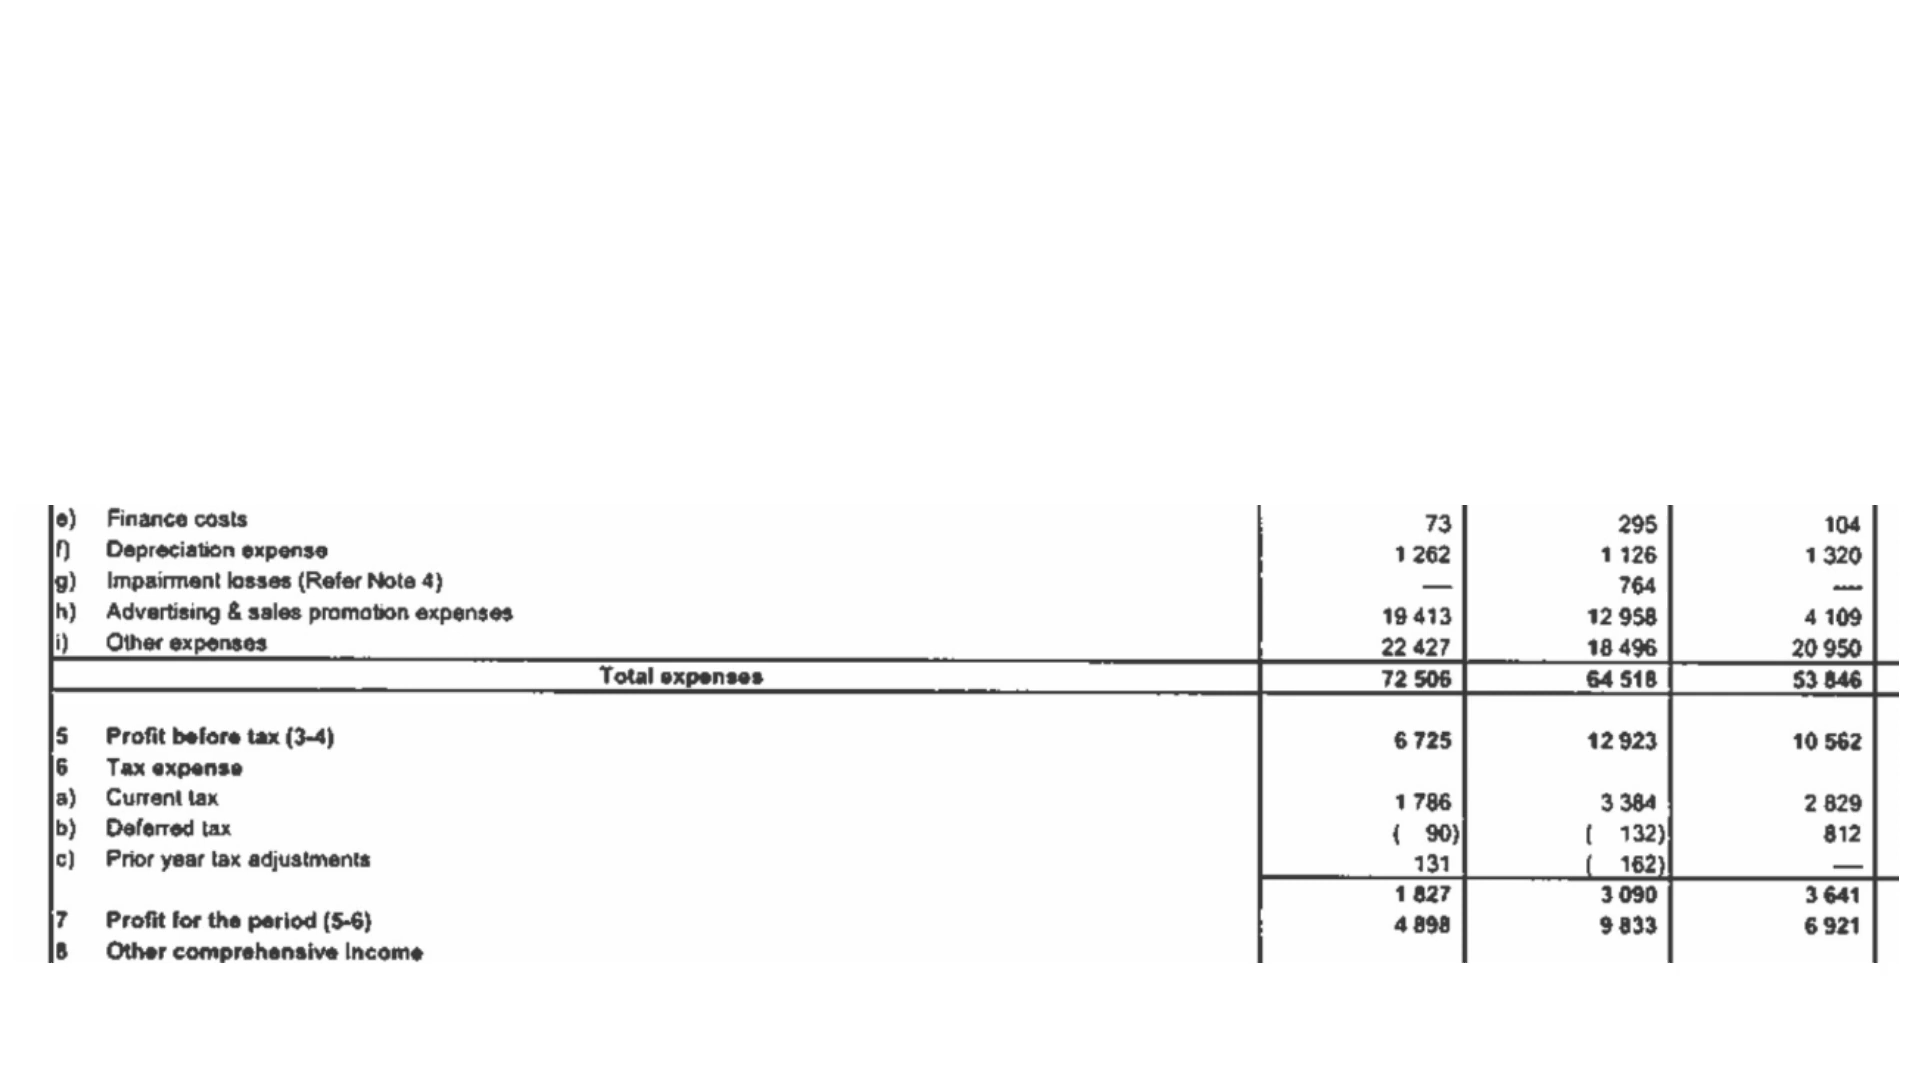 e) Finance costs 73 295 104
f) Depreciation expense 1 262 1 126 1 320
g) Impairment losses (Refer Note 4) — 764 —
h) Advertising & sales promotion expenses 19 413 12 958 4 109
i) Other expenses 22 427 18 496 20 950
Total expenses 72 506 64 518 53 846
5 Profit before tax (3-4) 6 725 12 923 10 562
6 Tax expense
a) Current tax 1 786 3 384 2 829
b) Deferred tax ( 90) ( 132) 812
c) Prior year tax adjustments 131 ( 162) —
1 827 3 090 3 641
7 Profit for the period (5-6) 4 898 9 833 6 921
8 Other comprehensive Income